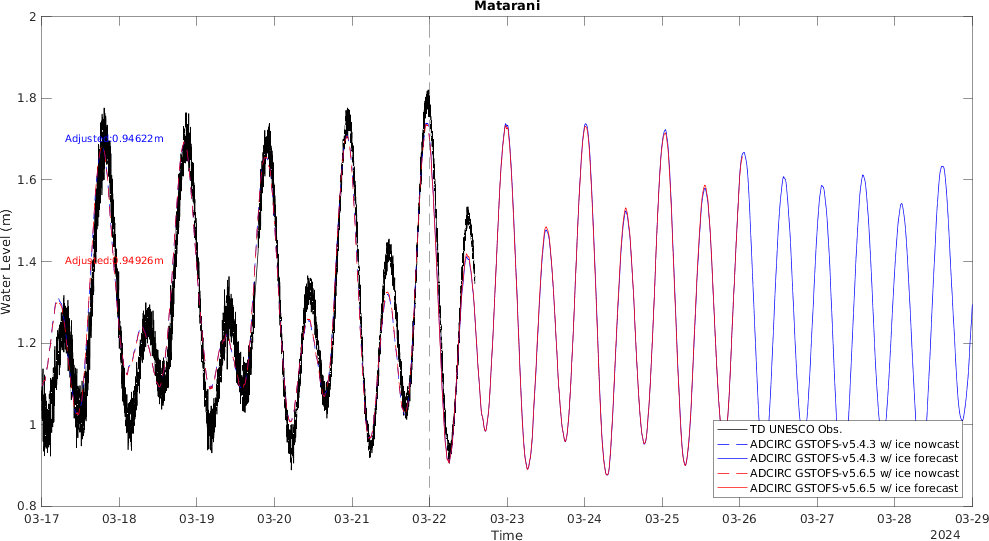 Matarani
2
1.8
1.6
1.4
1.2
1
0.8
Water Level (m)
Adjusted:0.94622m
Adjusted:0.94926m
TD UNESCO Obs.
ADCIRC GSTOFS-v5.4.3 w/ ice nowcast
ADCIRC GSTOFS-v5.4.3 w/ ice forecast
ADCIRC GSTOFS-v5.6.5 w/ ice nowcast
ADCIRC GSTOFS-v5.6.5 w/ ice forecast
03-17 03-18 03-19 03-20 03-21 03-22 03-23 03-24 03-25 03-26 03-27 03-28 03-29
Time
2024